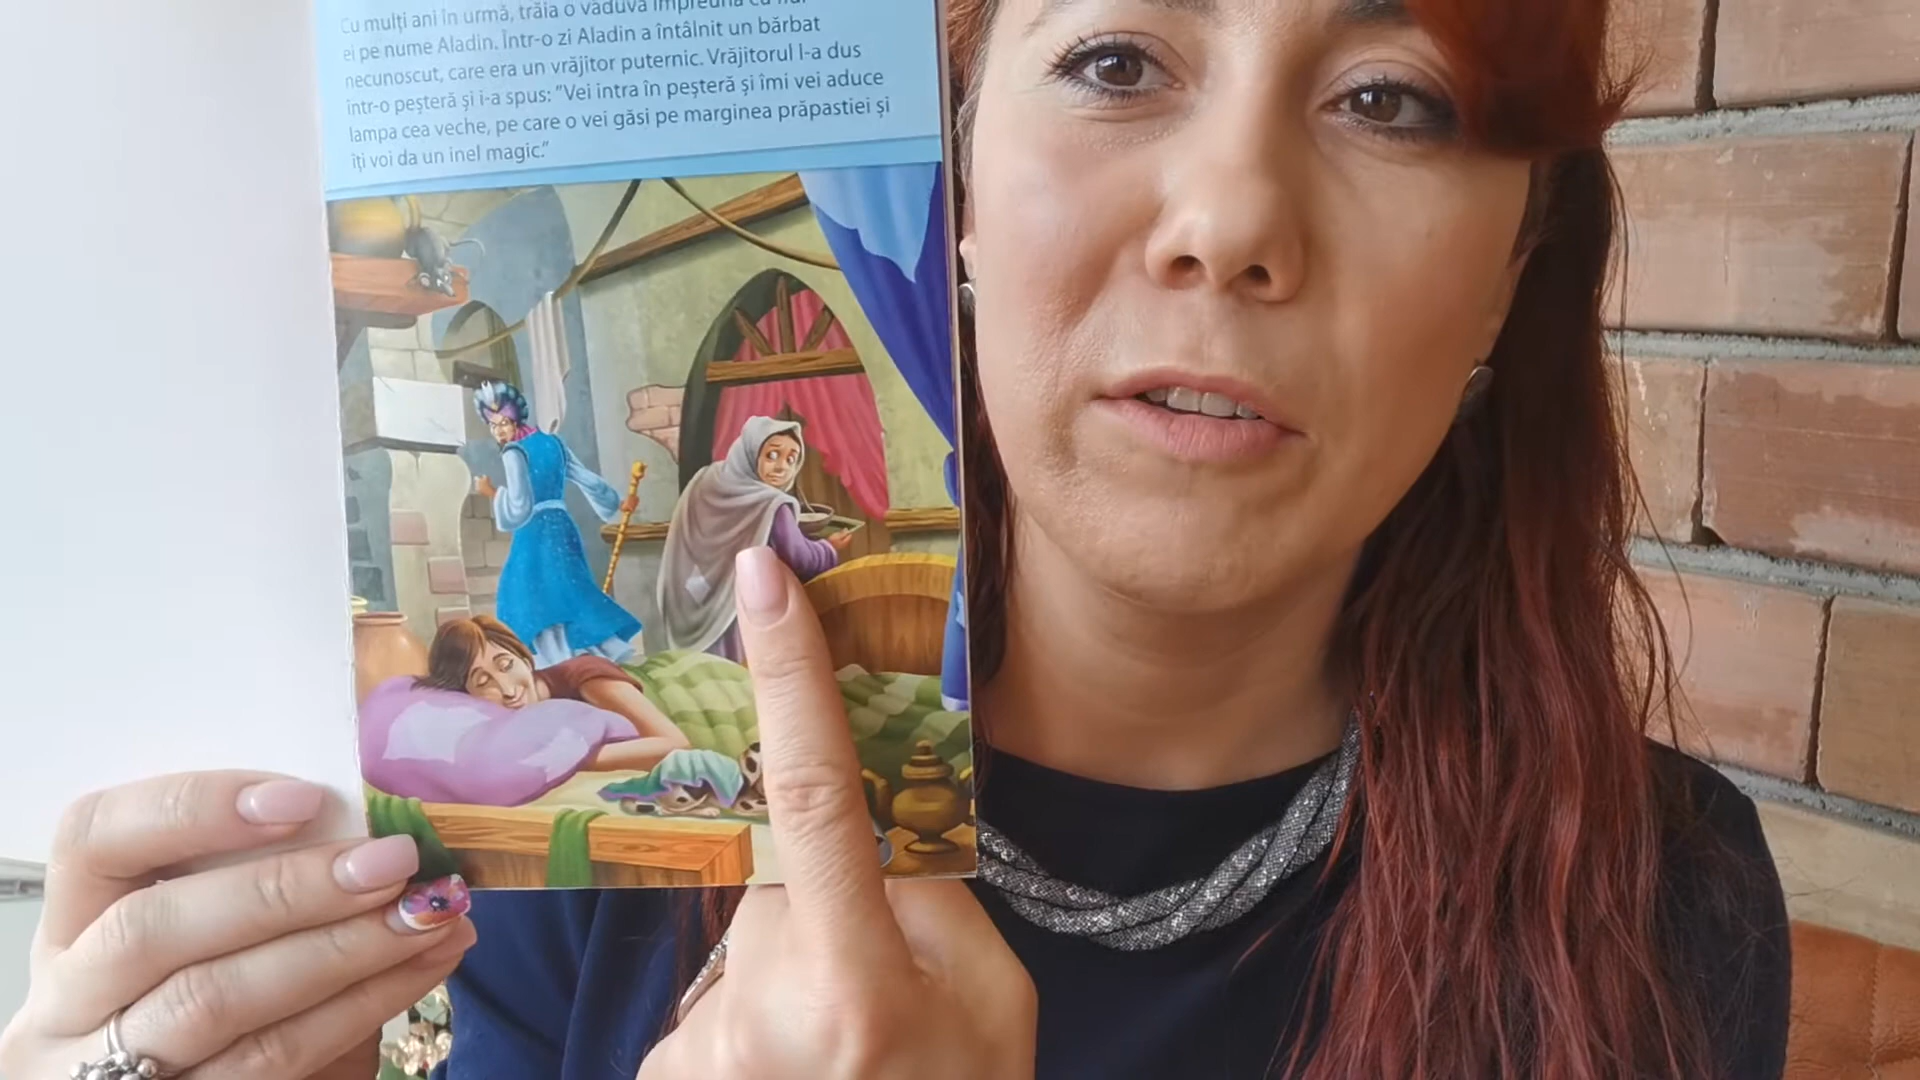 Cu mulți ani în urmă, trăia o văduvă împreună cu fiul
ei pe nume Aladin. Într-o zi Aladin a întâlnit un bărbat
necunoscut, care era un vrăjitor puternic. Vrăjitorul l-a dus
într-o peșteră și i-a spus: "Vei intra în peșteră și îmi vei aduce
lampa cea veche, pe care o vei găsi pe marginea prăpastiei și
îți voi da un inel magic."